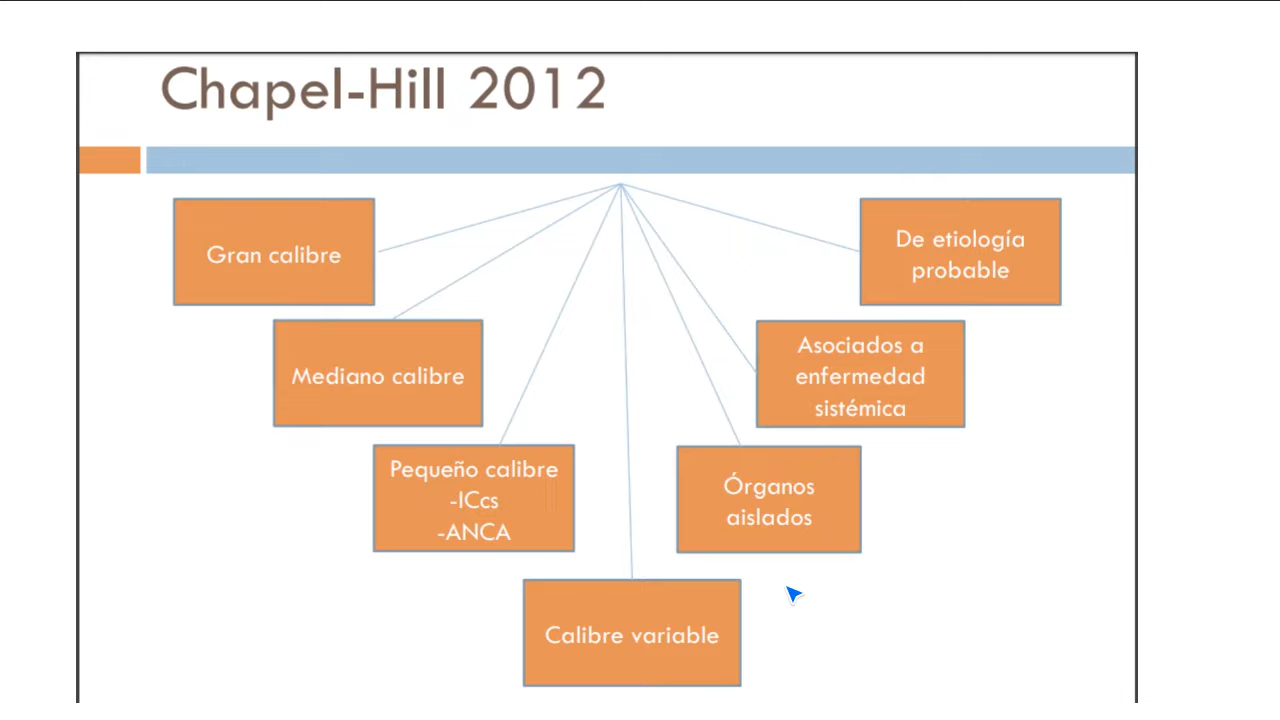 Chapel-Hill 2012
Gran calibre
De etiología
probable
Mediano calibre
Asociados a
enfermedad
sistémica
Pequeño calibre
-ICcs
-ANCA
Órganos
aislados
Calibre variable